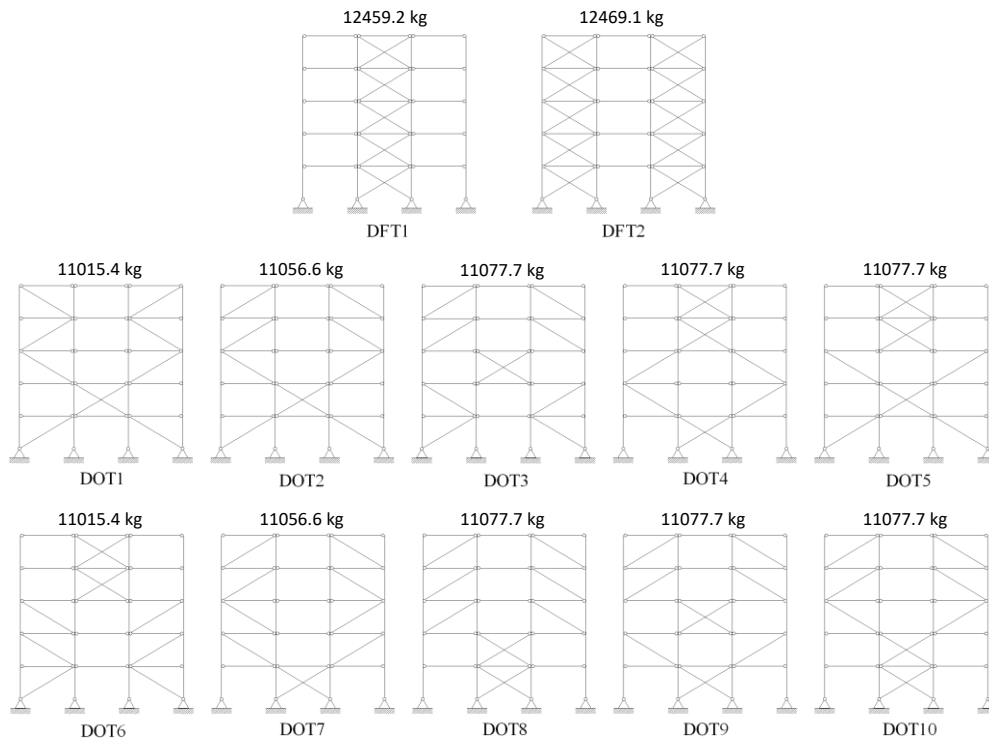 12459.2 kg 12469.1 kg
DFT1 DFT2
11015.4 kg 11056.6 kg 11077.7 kg 11077.7 kg 11077.7 kg
DOT1 DOT2 DOT3 DOT4 DOT5
11015.4 kg 11056.6 kg 11077.7 kg 11077.7 kg 11077.7 kg
DOT6 DOT7 DOT8 DOT9 DOT10